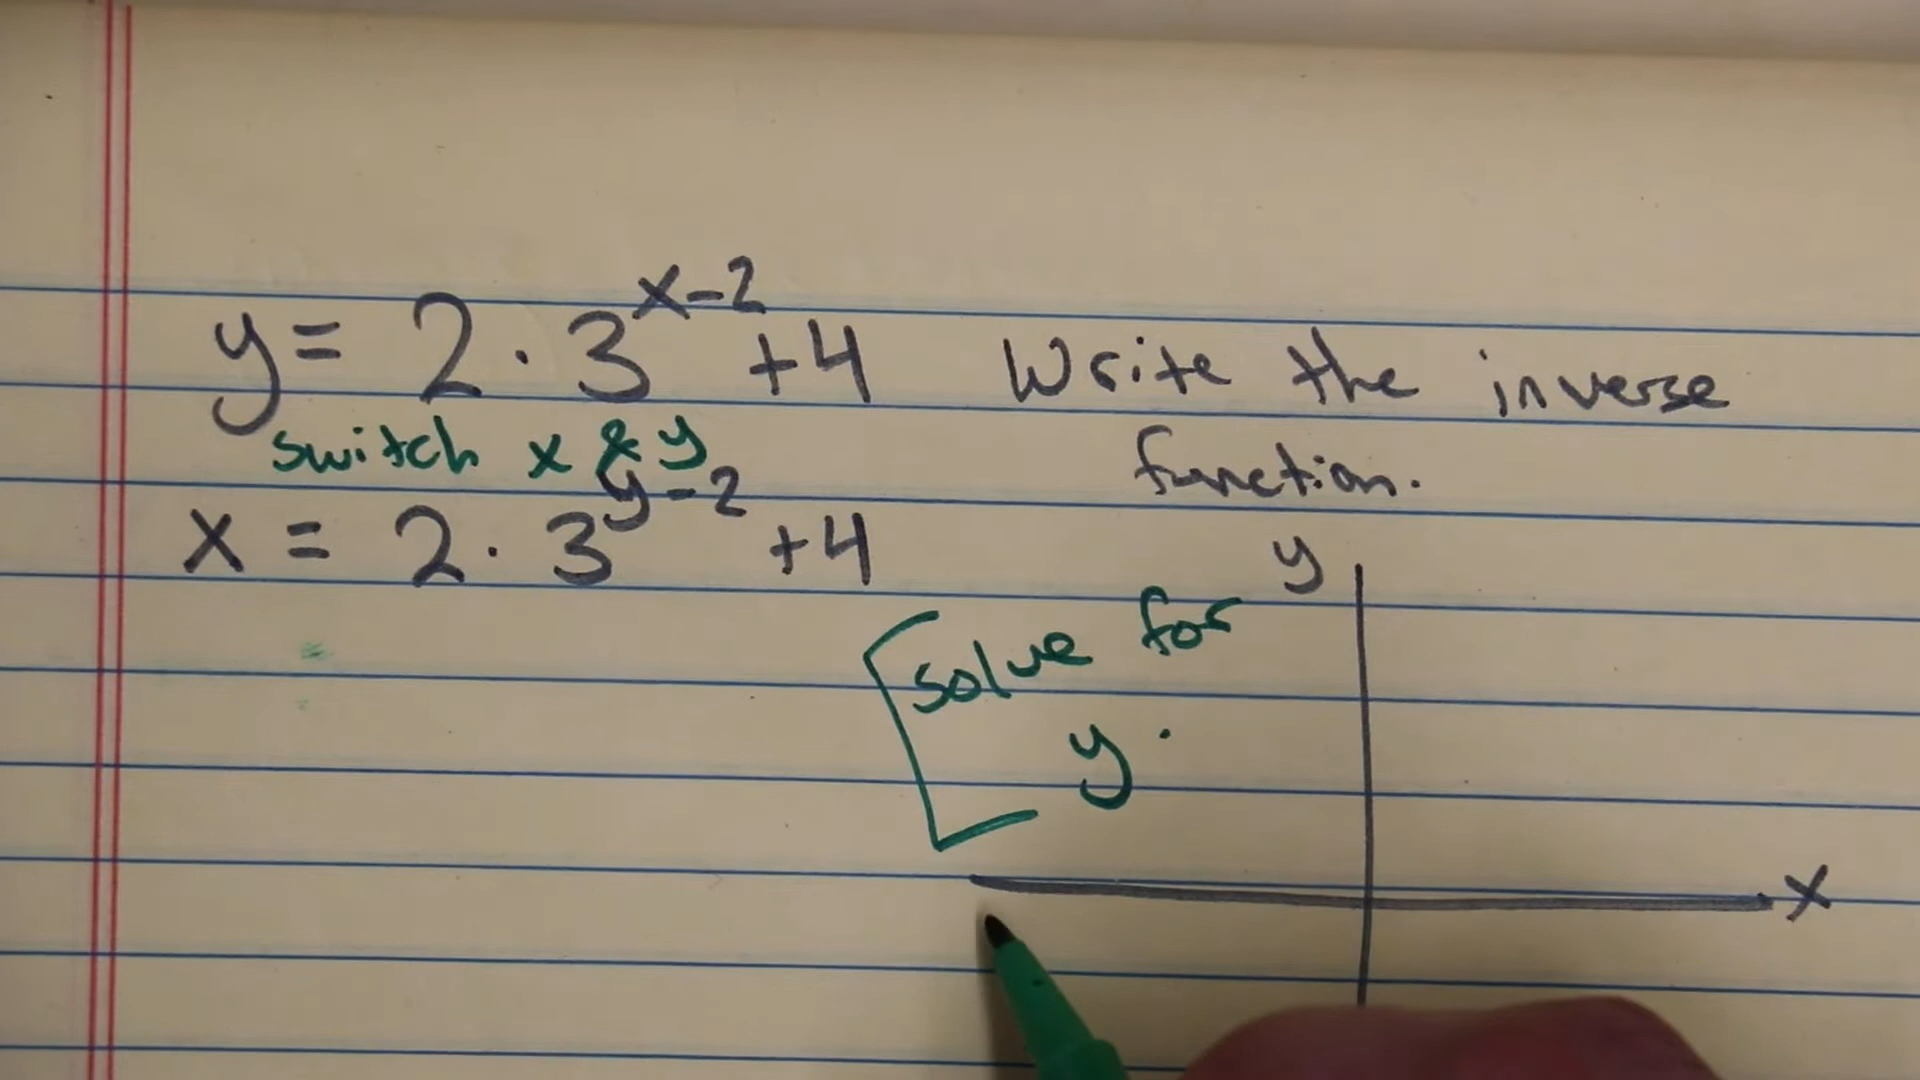 y = 2 · 3^{x-2} + 4 Write the inverse
switch x & y function.
x = 2 · 3^{y-2} + 4
y
solve for
y.
x